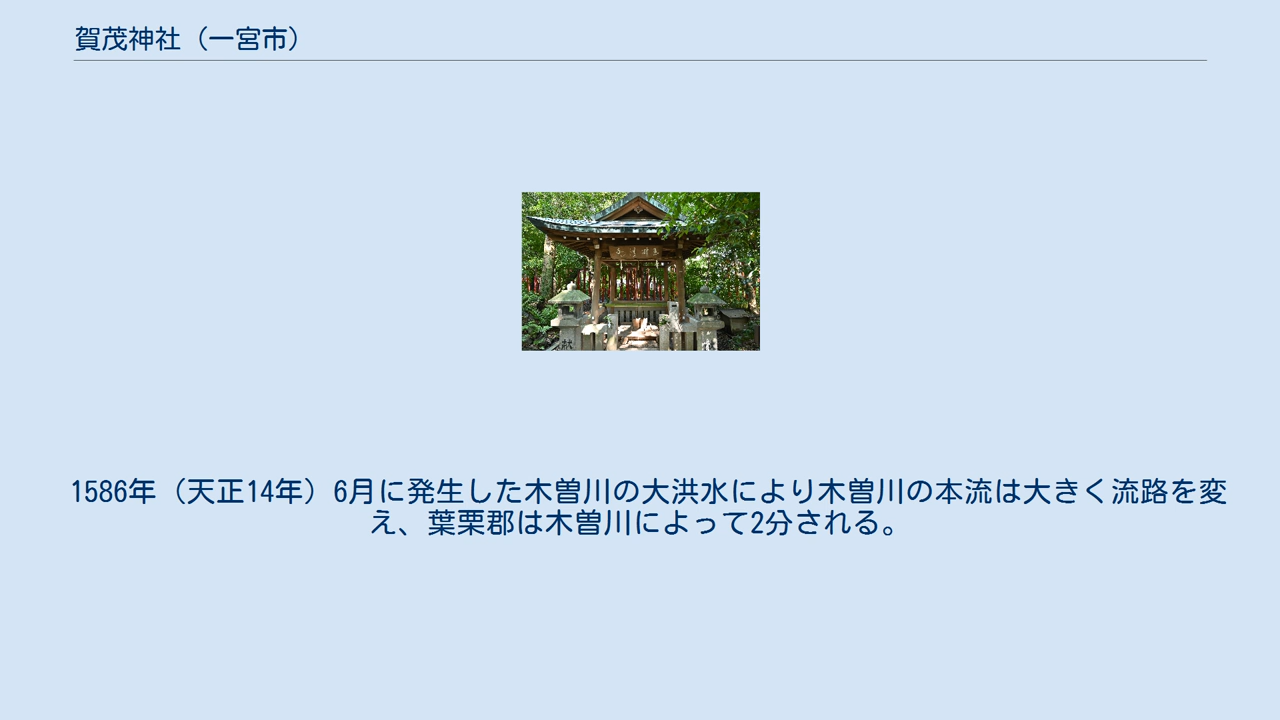 賀茂神社（一宮市）
1586年（天正14年）6月に発生した木曽川の大洪水により木曽川の本流は大きく流路を変
え、葉栗郡は木曽川によって2分される。